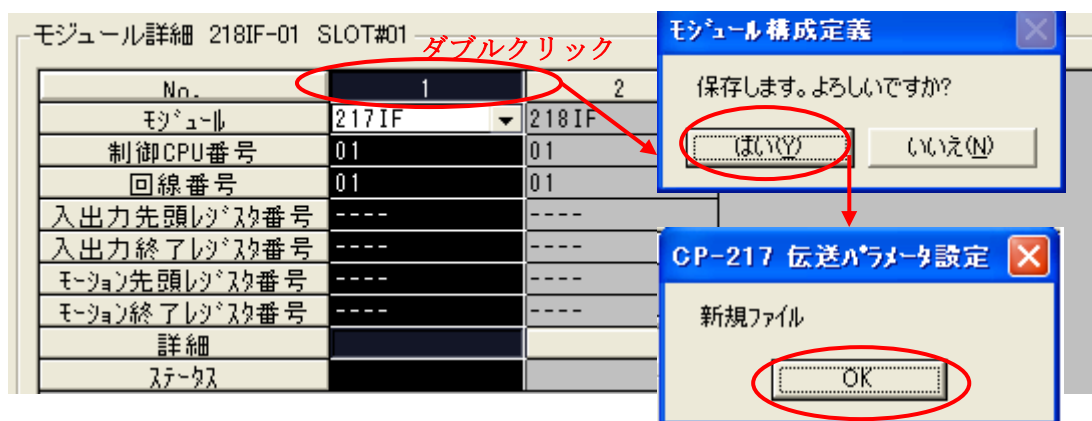 モジュール詳細 218IF-01 SLOT#01
ダブルクリック
No. 1 2
モジュール 217IF 218IF
制御CPU番号 01 01
回線番号 01 01
入出力先頭レジスタ番号 ---- ----
入出力終了レジスタ番号 ---- ----
モーション先頭レジスタ番号 ---- ----
モーション終了レジスタ番号 ---- ----
詳細
ステータス
モジュール構成定義
保存します。よろしいですか?
はい(Y) いいえ(N)
CP-217 伝送パラメータ設定
新規ファイル
OK